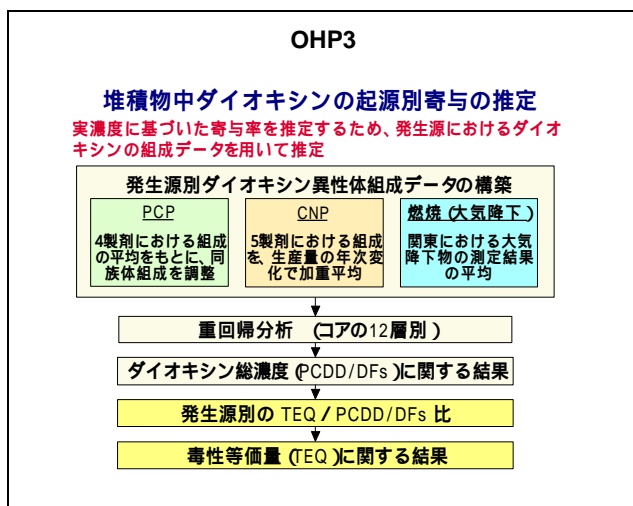 OHP3
堆積物中ダイオキシンの起源別寄与の推定
実濃度に基づいた寄与率を推定するため、発生源におけるダイオ
キシンの組成データを用いて推定
発生源別ダイオキシン異性体組成データの構築
PCP
4製剤における組成
の平均をもとに、同
族体組成を調整
CNP
5製剤における組成
を、生産量の年次変
化で加重平均
燃焼(大気降下)
関東における大気
降下物の測定結果
の平均
重回帰分析 (コアの12層別)
ダイオキシン総濃度(PCDD/DFs)に関する結果
発生源別の TEQ/PCDD/DFs 比
毒性等価量(TEQ)に関する結果